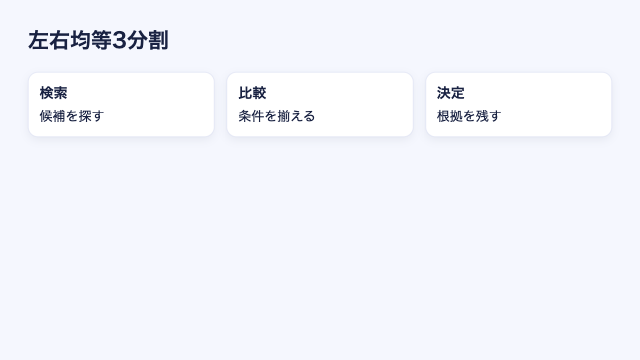 左右均等3分割
検索
候補を探す
比較
条件を揃える
決定
根拠を残す